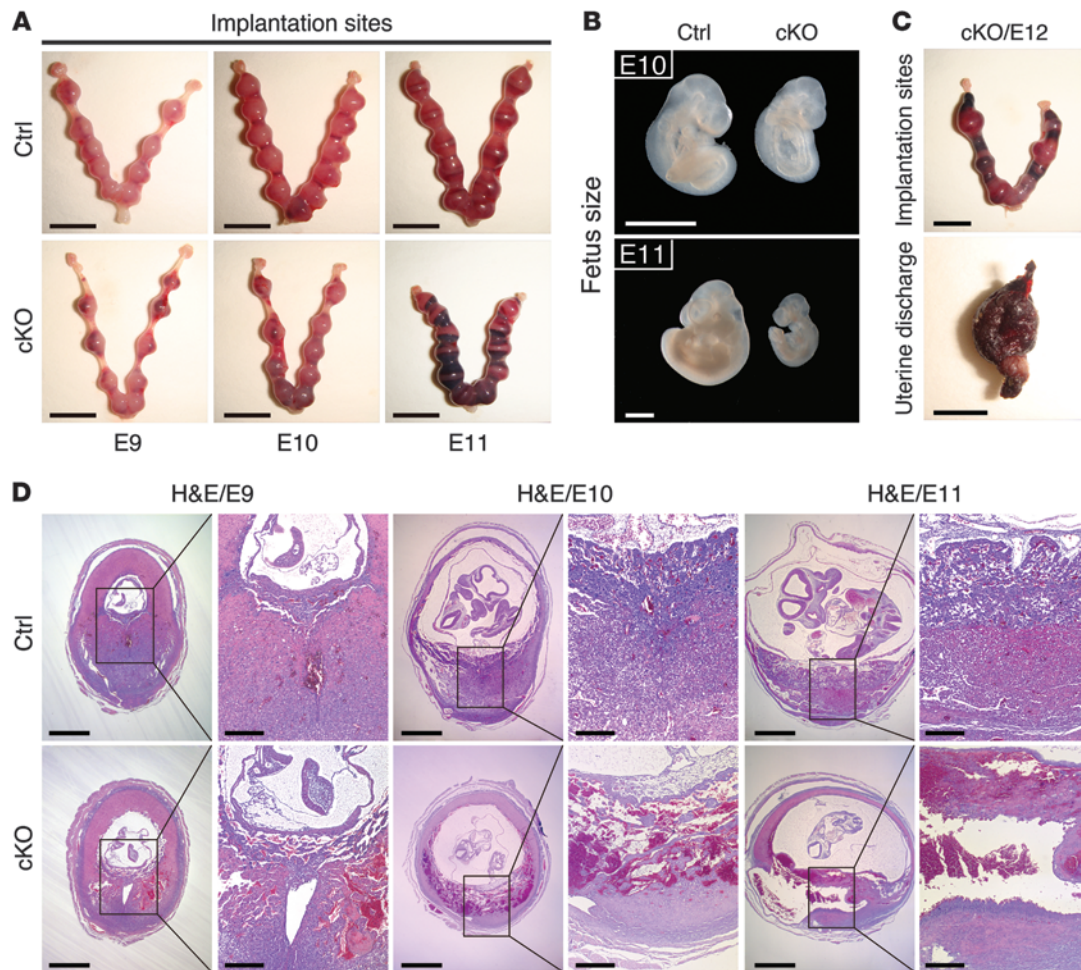 A
Implantation sites
Ctrl
cKO
E9
E10
E11
B
Ctrl
cKO
E10
E11
Fetus size
C
cKO/E12
Implantation sites
Uterine discharge
D
H&E/E9
H&E/E10
H&E/E11
Ctrl
cKO